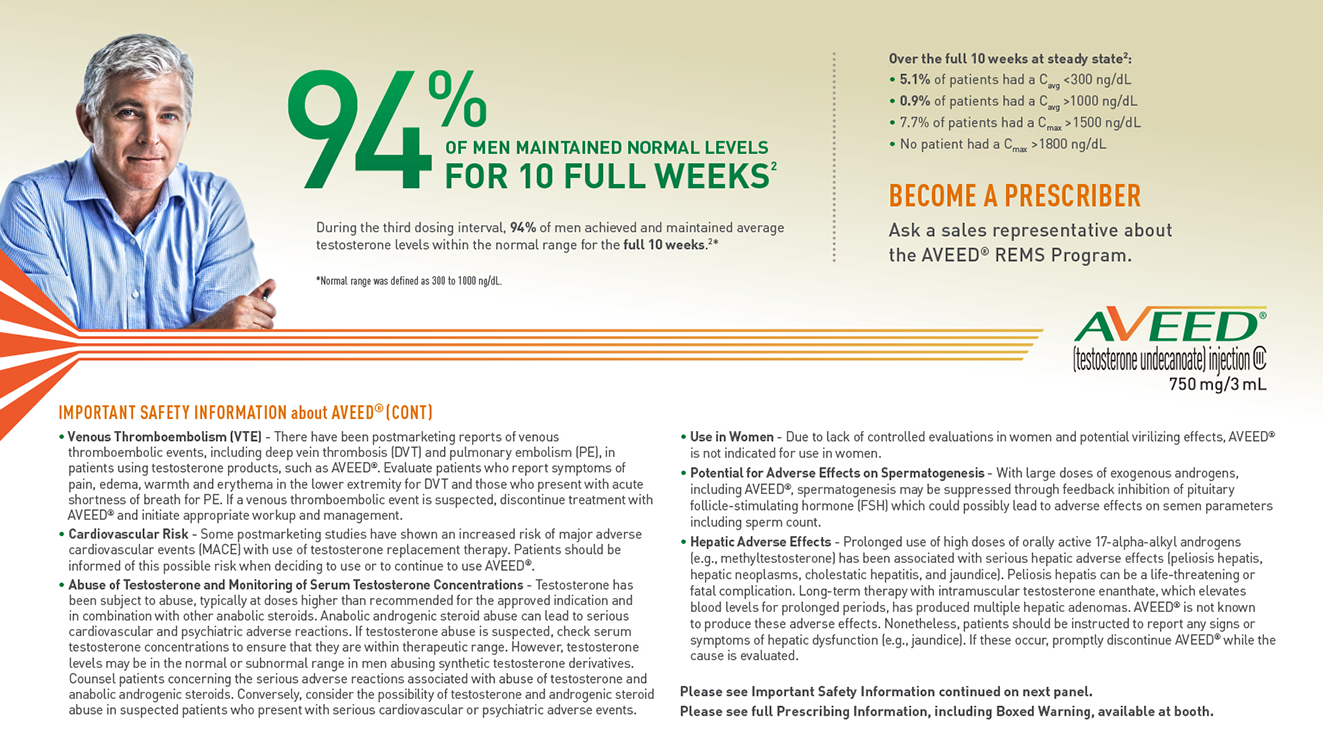 94%
OF MEN MAINTAINED NORMAL LEVELS
FOR 10 FULL WEEKS²
During the third dosing interval, 94% of men achieved and maintained average
testosterone levels within the normal range for the full 10 weeks.²*
*Normal range was defined as 300 to 1000 ng/dL.
Over the full 10 weeks at steady state²:
• 5.1% of patients had a Cavg <300 ng/dL
• 0.9% of patients had a Cavg >1000 ng/dL
• 7.7% of patients had a Cmax >1500 ng/dL
• No patient had a Cmax >1800 ng/dL
BECOME A PRESCRIBER
Ask a sales representative about
the AVEED® REMS Program.
AVEED®
(testosterone undecanoate) injection CIII
750 mg/3 mL
IMPORTANT SAFETY INFORMATION about AVEED® (CONT)
• Venous Thromboembolism (VTE) - There have been postmarketing reports of venous
thromboembolic events, including deep vein thrombosis (DVT) and pulmonary embolism (PE), in
patients using testosterone products, such as AVEED®. Evaluate patients who report symptoms of
pain, edema, warmth and erythema in the lower extremity for DVT and those who present with acute
shortness of breath for PE. If a venous thromboembolic event is suspected, discontinue treatment with
AVEED® and initiate appropriate workup and management.
• Cardiovascular Risk - Some postmarketing studies have shown an increased risk of major adverse
cardiovascular events (MACE) with use of testosterone replacement therapy. Patients should be
informed of this possible risk when deciding to use or to continue to use AVEED®.
• Abuse of Testosterone and Monitoring of Serum Testosterone Concentrations - Testosterone has
been subject to abuse, typically at doses higher than recommended for the approved indication and
in combination with other anabolic steroids. Anabolic androgenic steroid abuse can lead to serious
cardiovascular and psychiatric adverse reactions. If testosterone abuse is suspected, check serum
testosterone concentrations to ensure that they are within therapeutic range. However, testosterone
levels may be in the normal or subnormal range in men abusing synthetic testosterone derivatives.
Counsel patients concerning the serious adverse reactions associated with abuse of testosterone and
anabolic androgenic steroids. Conversely, consider the possibility of testosterone and androgenic steroid
abuse in suspected patients who present with serious cardiovascular or psychiatric adverse events.
• Use in Women - Due to lack of controlled evaluations in women and potential virilizing effects, AVEED®
is not indicated for use in women.
• Potential for Adverse Effects on Spermatogenesis - With large doses of exogenous androgens,
including AVEED®, spermatogenesis may be suppressed through feedback inhibition of pituitary
follicle-stimulating hormone (FSH) which could possibly lead to adverse effects on semen parameters
including sperm count.
• Hepatic Adverse Effects - Prolonged use of high doses of orally active 17-alpha-alkyl androgens
(e.g., methyltestosterone) has been associated with serious hepatic adverse effects (peliosis hepatis,
hepatic neoplasms, cholestatic hepatitis, and jaundice). Peliosis hepatis can be a life-threatening or
fatal complication. Long-term therapy with intramuscular testosterone enanthate, which elevates
blood levels for prolonged periods, has produced multiple hepatic adenomas. AVEED® is not known
to produce these adverse effects. Nonetheless, patients should be instructed to report any signs or
symptoms of hepatic dysfunction (e.g., jaundice). If these occur, promptly discontinue AVEED® while the
cause is evaluated.
Please see Important Safety Information continued on next panel.
Please see full Prescribing Information, including Boxed Warning, available at booth.